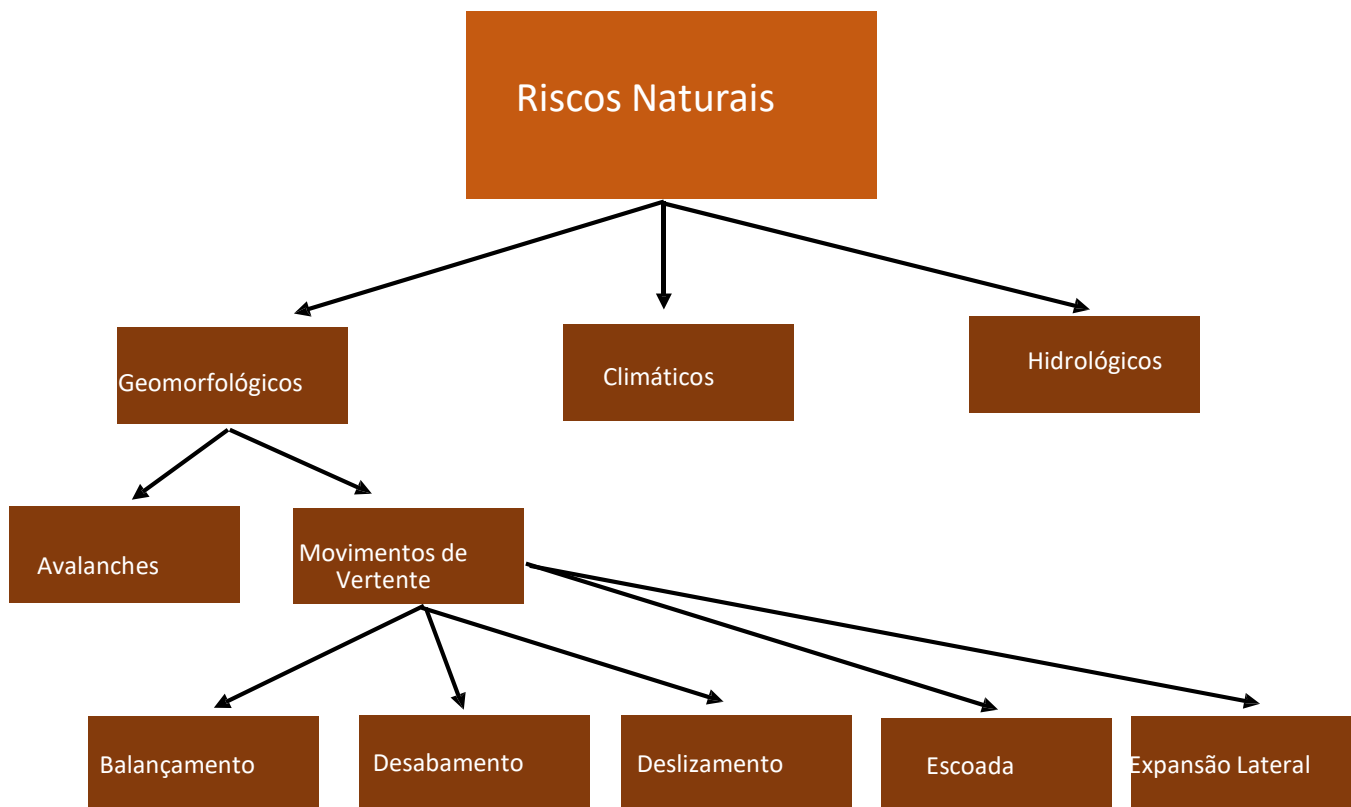 Riscos Naturais
Geomorfológicos
Climáticos
Hidrológicos
Avalanches
Movimentos de
Vertente
Balançamento
Desabamento
Deslizamento
Escoada
Expansão Lateral